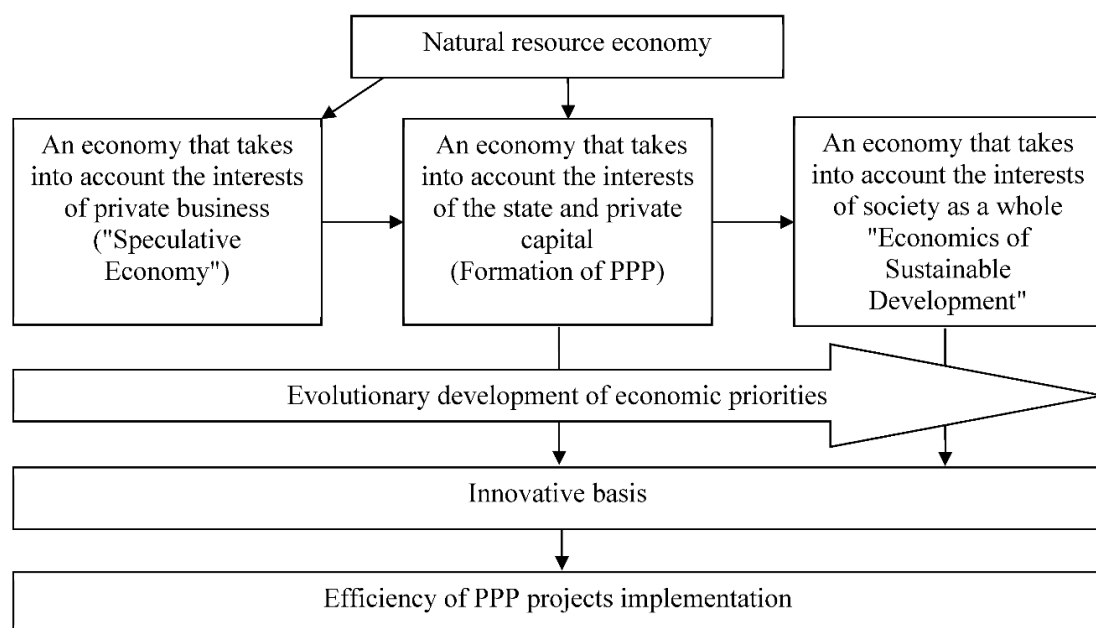 Natural resource economy
An economy that takes
into account the interests
of private business
("Speculative
Economy")
An economy that takes
into account the interests
of the state and private
capital
(Formation of PPP)
An economy that takes
into account the interests
of society as a whole
"Economics of
Sustainable
Development"
Evolutionary development of economic priorities
Innovative basis
Efficiency of PPP projects implementation